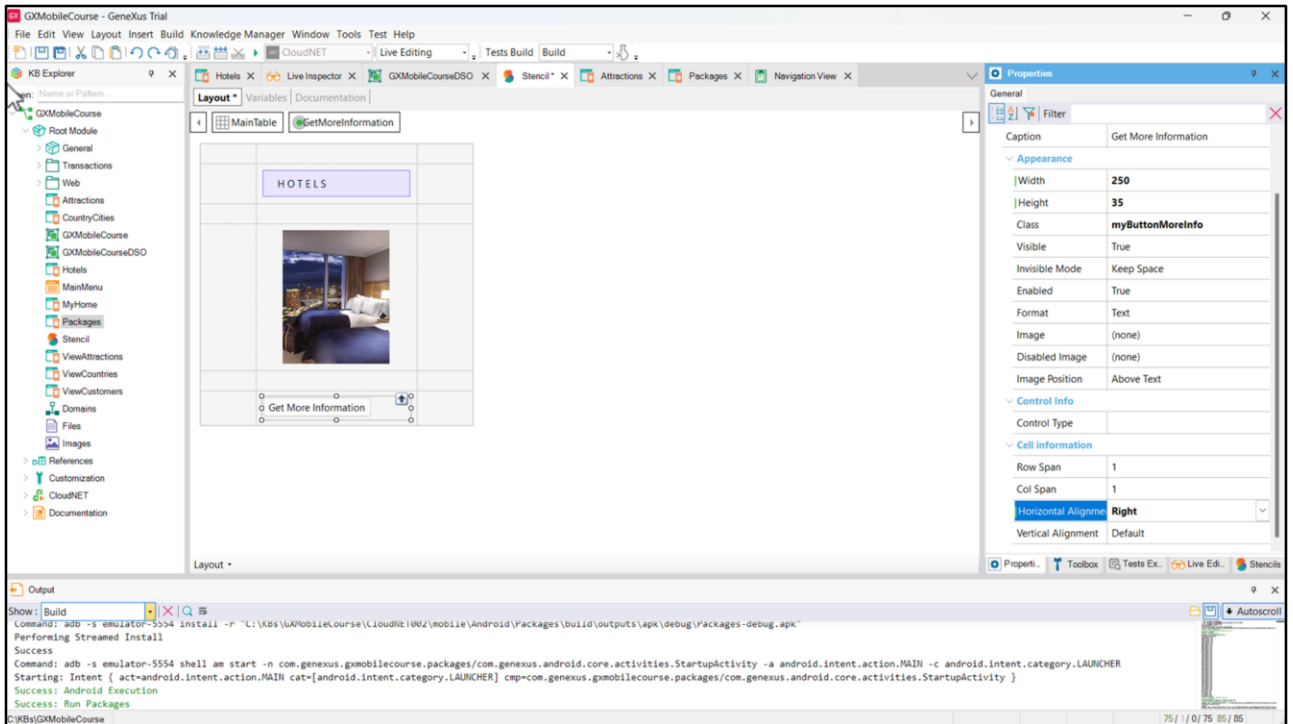 GX GXMobileCourse - GeneXus Trial
File Edit View Layout Insert Build Knowledge Manager Window Tools Test Help
CloudNET Live Editing Tests Build Build
KB Explorer
Hotels X Live Inspector X GXMobileCourseDSO X Stencil* X Attractions X Packages X Navigation View X
Properties
en: Name or Pattern...
Layout * Variables Documentation
General
Filter
GXMobileCourse
Root Module
General
Transactions
Web
Attractions
CountryCities
GXMobileCourse
GXMobileCourseDSO
Hotels
MainMenu
MyHome
Packages
Stencil
ViewAttractions
ViewCountries
ViewCustomers
Domains
Files
Images
References
Customization
CloudNET
Documentation
MainTable GetMoreInformation
HOTELS
Get More Information
Layout
Caption Get More Information
Appearance
Width 250
Height 35
Class myButtonMoreInfo
Visible True
Invisible Mode Keep Space
Enabled True
Format Text
Image (none)
Disabled Image (none)
Image Position Above Text
Control Info
Control Type
Cell information
Row Span 1
Col Span 1
Horizontal Alignme Right
Vertical Alignment Default
Properti... Toolbox Tests Ex... Live Edi... Stencils
Output
Show: Build
Autoscroll
Command: adb -s emulator-5554 install -r "C:\KBs\GXMobileCourse\CloudNET002\mobile\Android\Packages\build\outputs\apk\debug\Packages-debug.apk"
Performing Streamed Install
Success
Command: adb -s emulator-5554 shell am start -n com.genexus.gxmobilecourse.packages/com.genexus.android.core.activities.StartupActivity -a android.intent.action.MAIN -c android.intent.category.LAUNCHER
Starting: Intent { act=android.intent.action.MAIN cat=[android.intent.category.LAUNCHER] cmp=com.genexus.gxmobilecourse.packages/com.genexus.android.core.activities.StartupActivity }
Success: Android Execution
Success: Run Packages
C:\KBs\GXMobileCourse
75/ 1/ 0/ 75 85/ 85